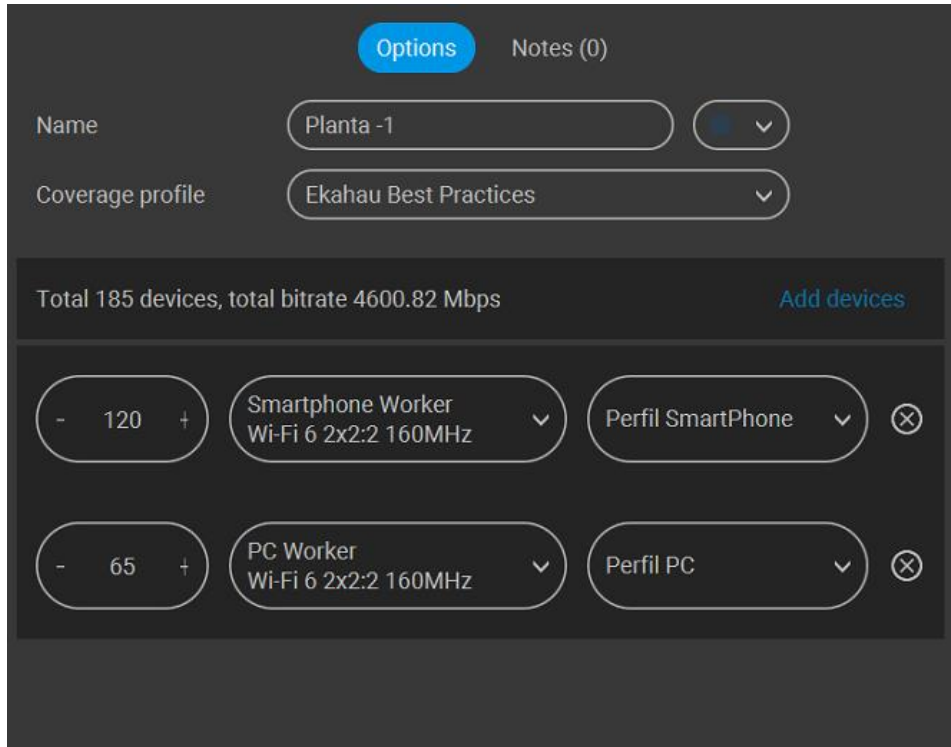 Options Notes (0)
Name Planta -1
Coverage profile Ekahau Best Practices
Total 185 devices, total bitrate 4600.82 Mbps Add devices
- 120 + Smartphone Worker
Wi-Fi 6 2x2:2 160MHz Perfil SmartPhone
- 65 + PC Worker
Wi-Fi 6 2x2:2 160MHz Perfil PC